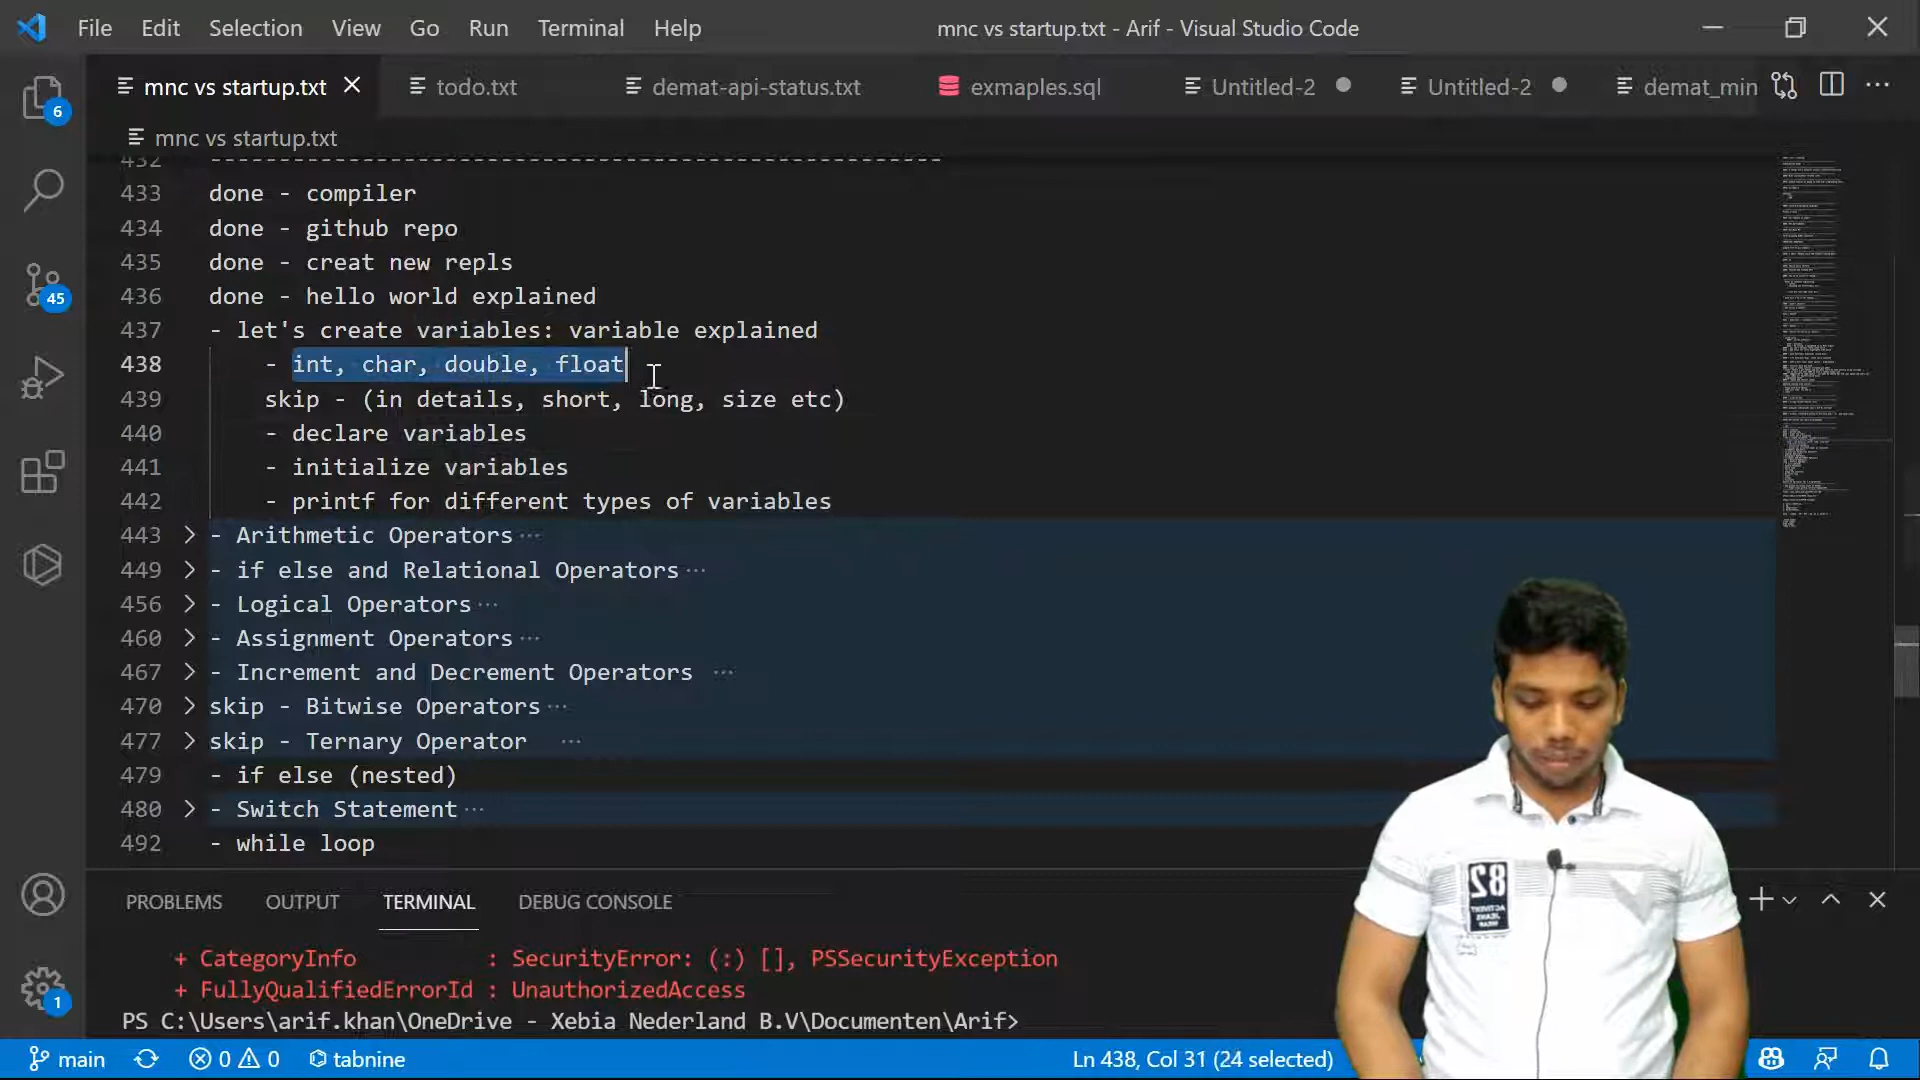 File Edit Selection View Go Run Terminal Help mnc vs startup.txt - Arif - Visual Studio Code
mnc vs startup.txt todo.txt demat-api-status.txt exmaples.sql Untitled-2 Untitled-2 demat_min
mnc vs startup.txt
432 -----------------------------------------------------
433 done - compiler
434 done - github repo
435 done - creat new repls
436 done - hello world explained
437 - let's create variables: variable explained
438 - int, char, double, float
439 skip - (in details, short, long, size etc)
440 - declare variables
441 - initialize variables
442 - printf for different types of variables
443 - Arithmetic Operators ...
449 - if else and Relational Operators ...
456 - Logical Operators ...
460 - Assignment Operators ...
467 - Increment and Decrement Operators ...
470 skip - Bitwise Operators ...
477 skip - Ternary Operator ...
479 - if else (nested)
480 - Switch Statement ...
492 - while loop
6
45
1
82
PROBLEMS OUTPUT TERMINAL DEBUG CONSOLE
+ CategoryInfo : SecurityError: (:) [], PSSecurityException
+ FullyQualifiedErrorId : UnauthorizedAccess
PS C:\Users\arif.khan\OneDrive - Xebia Nederland B.V\Documenten\Arif>
main 0 0 tabnine Ln 438, Col 31 (24 selected)